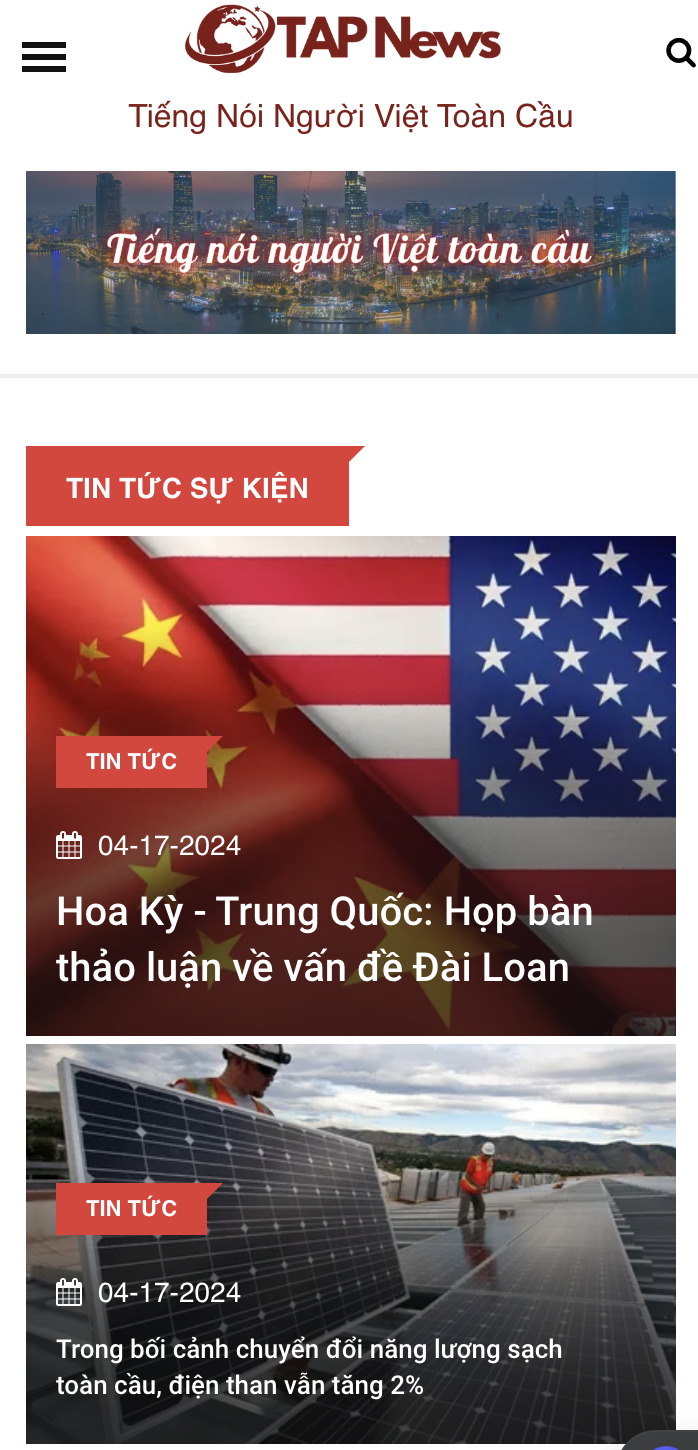 TAP News
Tiếng Nói Người Việt Toàn Cầu
Tiếng nói người Việt toàn cầu
TIN TỨC SỰ KIỆN
TIN TỨC
04-17-2024
Hoa Kỳ - Trung Quốc: Họp bàn
thảo luận về vấn đề Đài Loan
TIN TỨC
04-17-2024
Trong bối cảnh chuyển đổi năng lượng sạch
toàn cầu, điện than vẫn tăng 2%